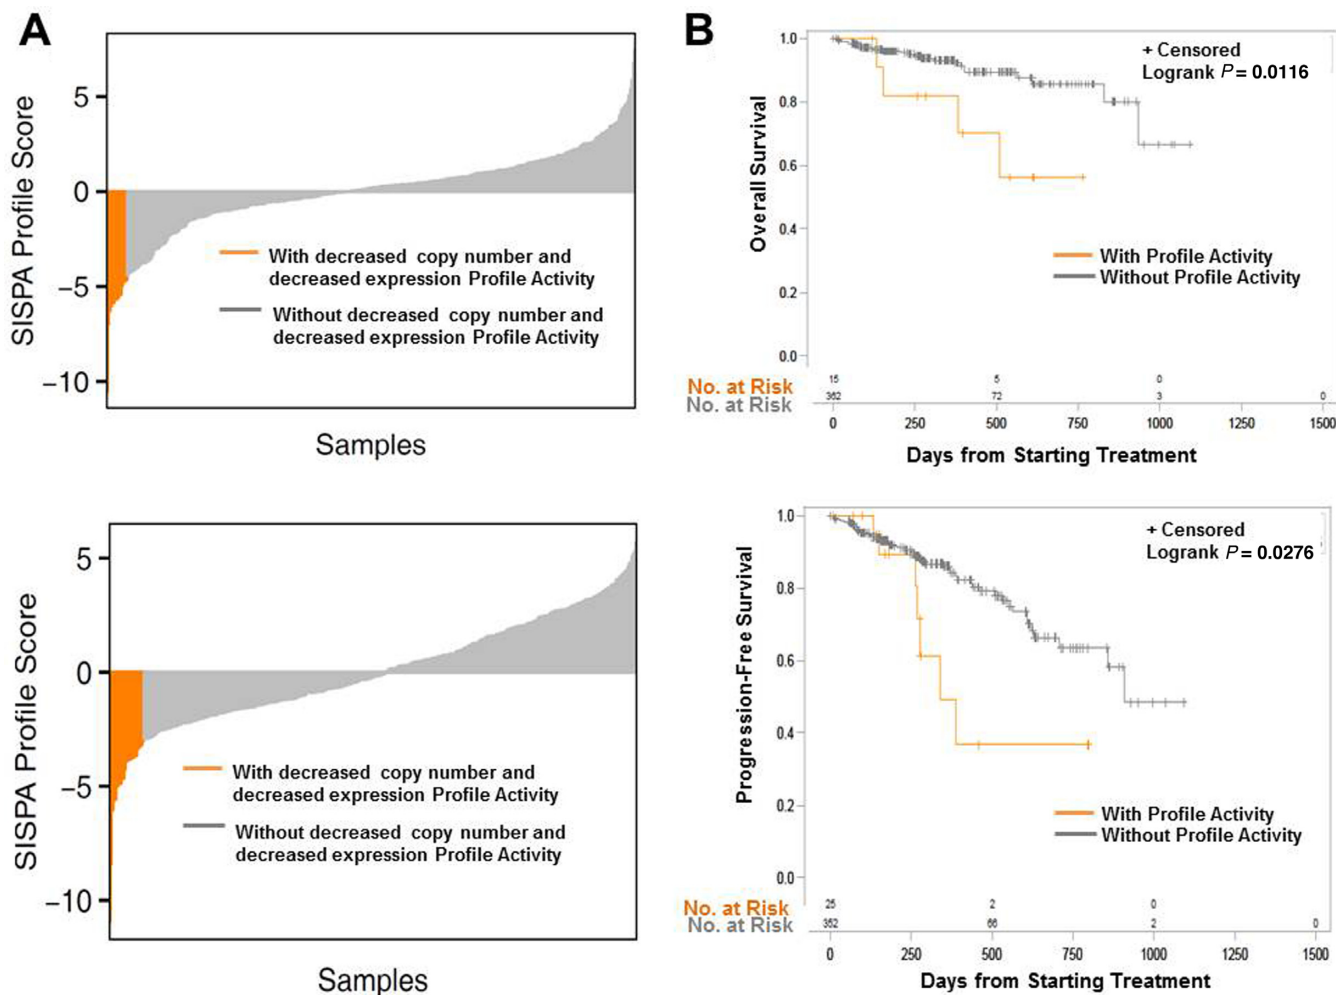 A
5
0
−5
−10
SISPA Profile Score
With decreased copy number and
decreased expression Profile Activity
Without decreased copy number and
decreased expression Profile Activity
Samples
B
1.0
0.8
0.6
0.4
0.2
0.0
Overall Survival
+ Censored
Logrank P = 0.0116
With Profile Activity
Without Profile Activity
No. at Risk 15 5 0
No. at Risk 362 72 3 0
0 250 500 750 1000 1250 1500
Days from Starting Treatment
5
0
−5
−10
SISPA Profile Score
With decreased copy number and
decreased expression Profile Activity
Without decreased copy number and
decreased expression Profile Activity
Samples
1.0
0.8
0.6
0.4
0.2
0.0
Progression-Free Survival
+ Censored
Logrank P = 0.0276
With Profile Activity
Without Profile Activity
No. at Risk 25 2 0
No. at Risk 352 66 2 0
0 250 500 750 1000 1250 1500
Days from Starting Treatment